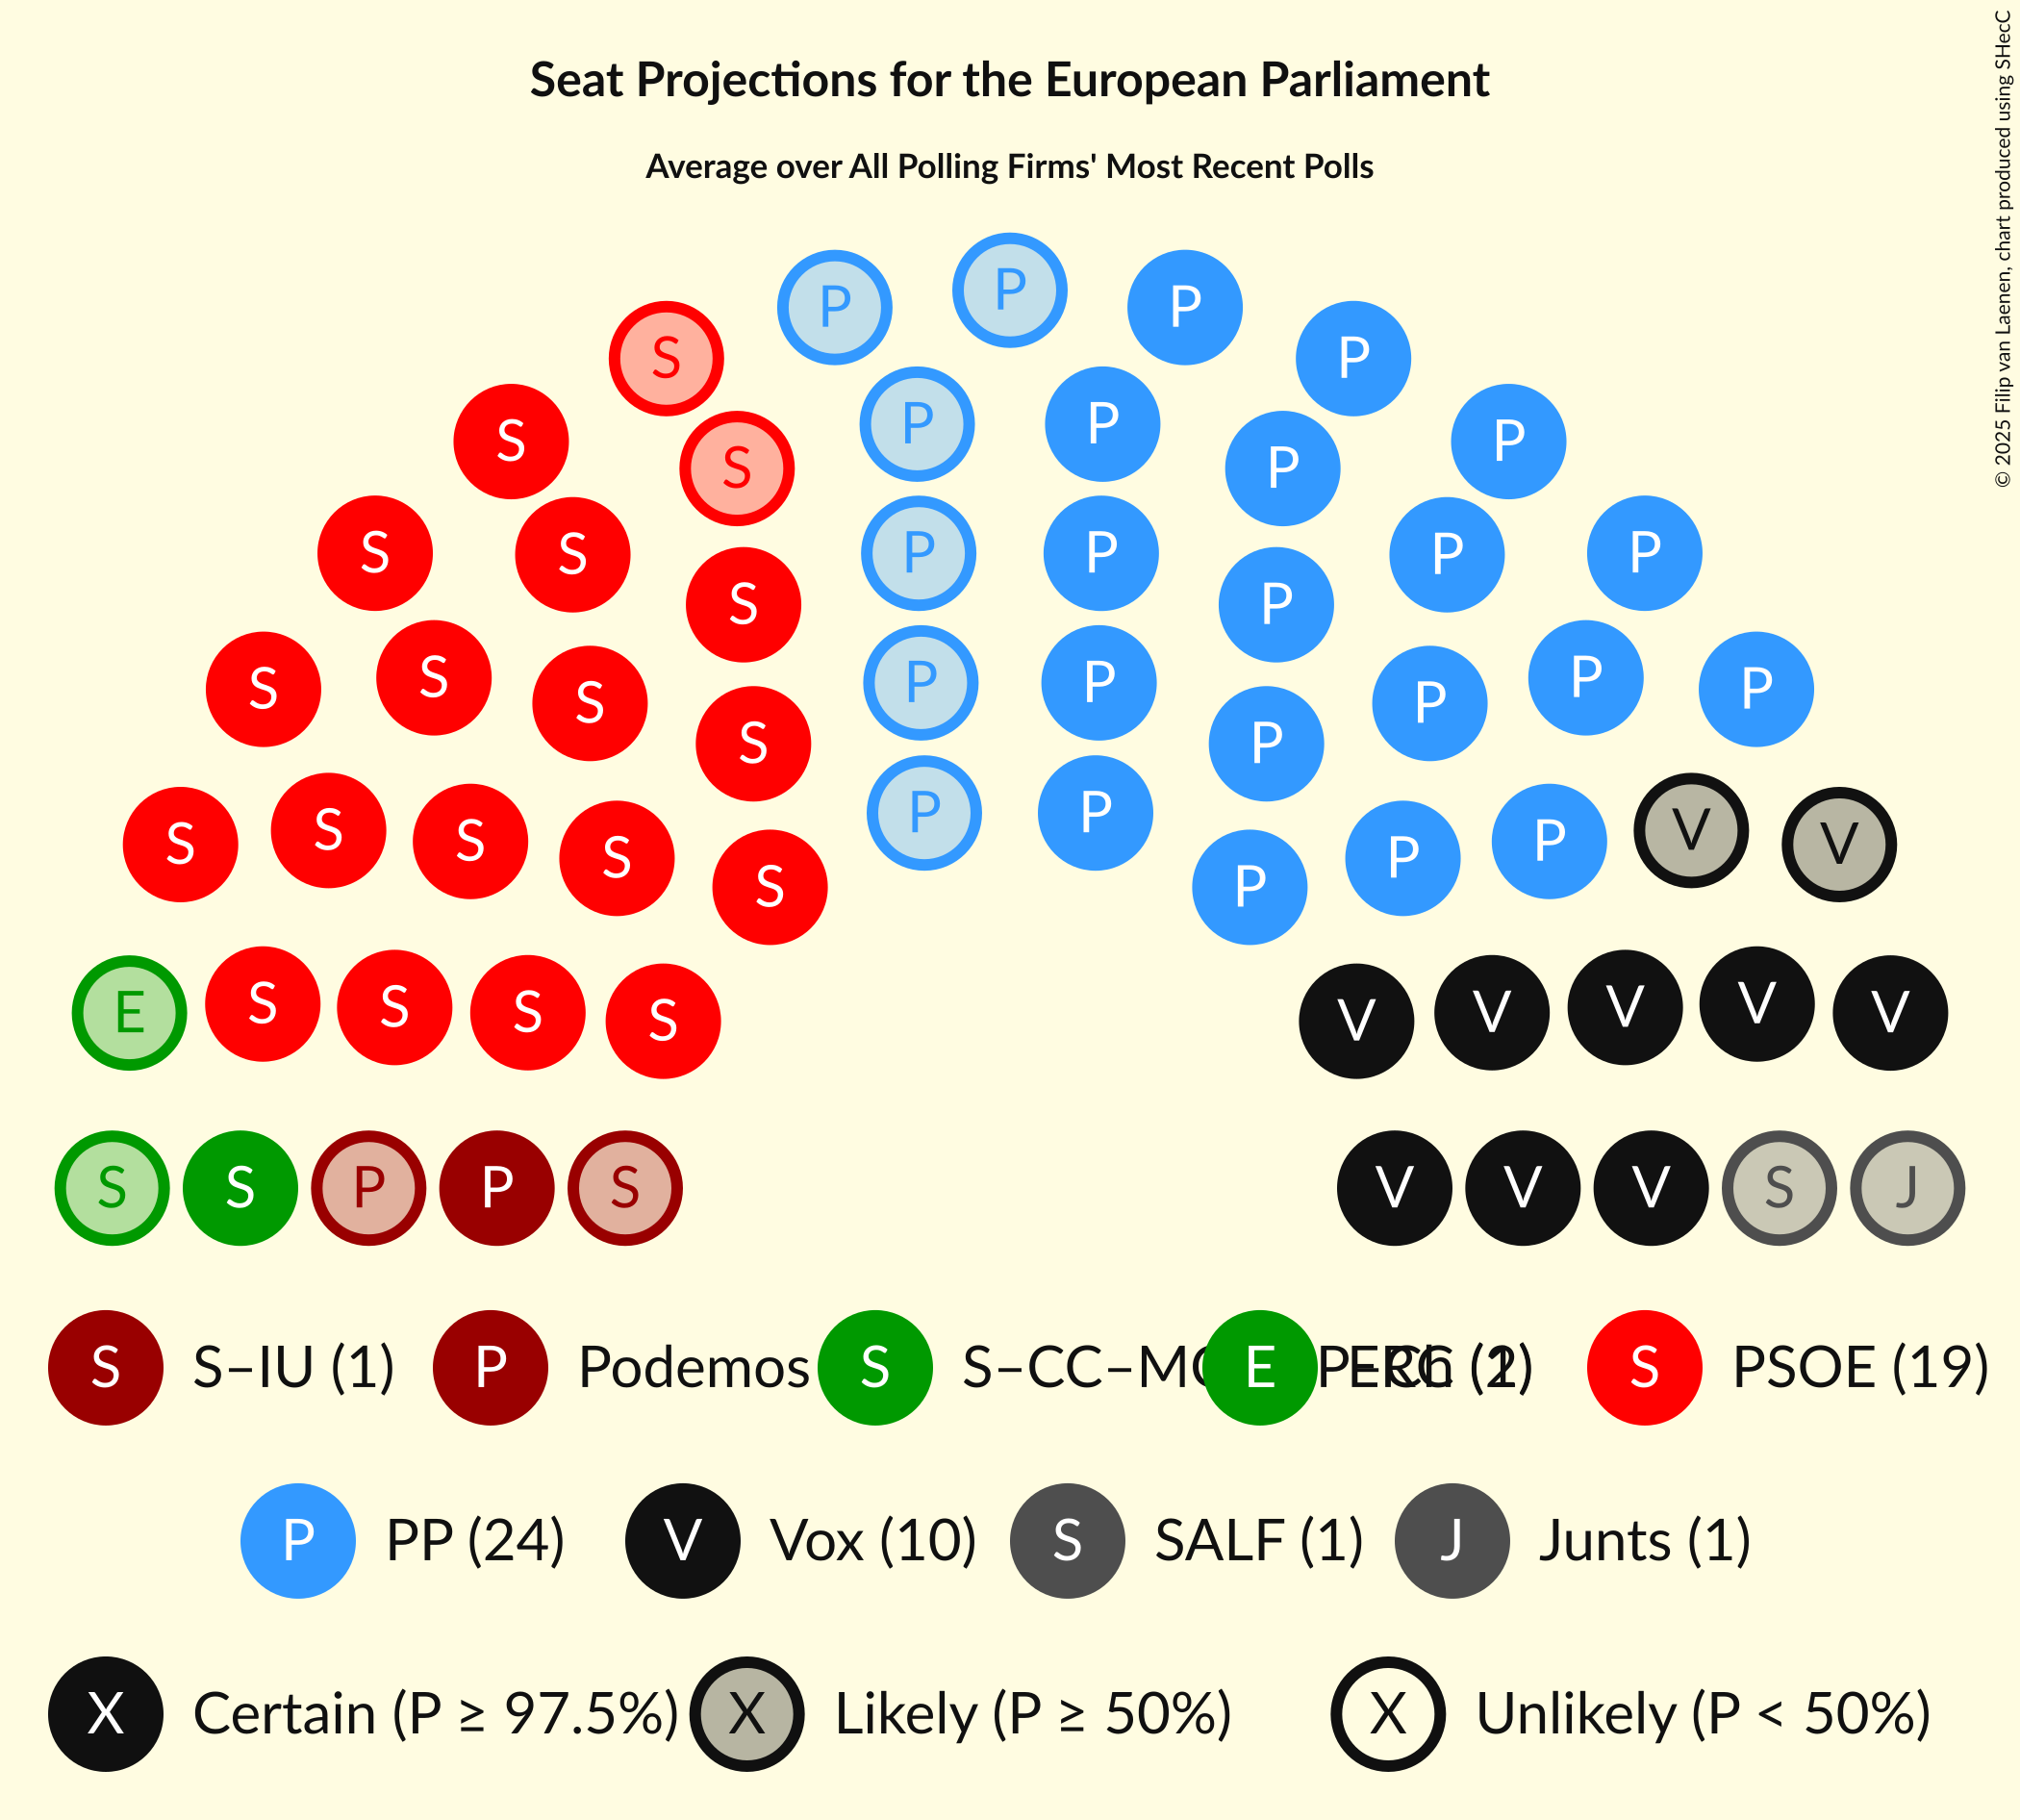 © 2025 Filip van Laenen, chart produced using SHecC
Seat Projections for the European Parliament
Average over All Polling Firms' Most Recent Polls
P
P P
S P
P P
S P
S P
S S P P P P
S P
S S S P P P P P
S P
P P
S S S S P P V V
S P
E S S S S V V V V V
S S P P S V V V S J
S S–IU (1) P Podemos S E PSOE (19) S
P PP (24) V Vox (10) S SALF (1) J Junts (1)
X Certain (P ≥ 97.5%) X Likely (P ≥ 50%) X Unlikely (P < 50%)